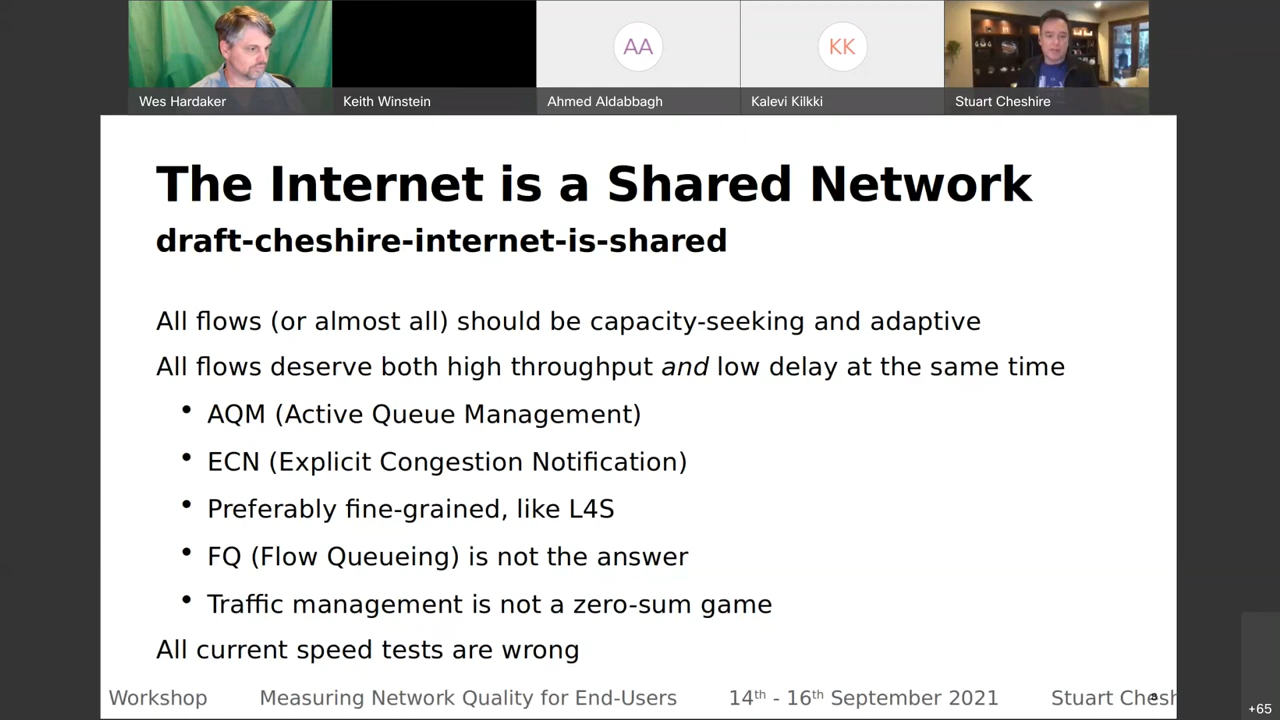 AA
KK
Wes Hardaker
Keith Winstein
Ahmed Aldabbagh
Kalevi Kilkki
Stuart Cheshire
The Internet is a Shared Network
draft-cheshire-internet-is-shared
All flows (or almost all) should be capacity-seeking and adaptive
All flows deserve both high throughput and low delay at the same time
• AQM (Active Queue Management)
• ECN (Explicit Congestion Notification)
• Preferably fine-grained, like L4S
• FQ (Flow Queueing) is not the answer
• Traffic management is not a zero-sum game
All current speed tests are wrong
Workshop Measuring Network Quality for End-Users 14th - 16th September 2021 Stuart Chesh
+65